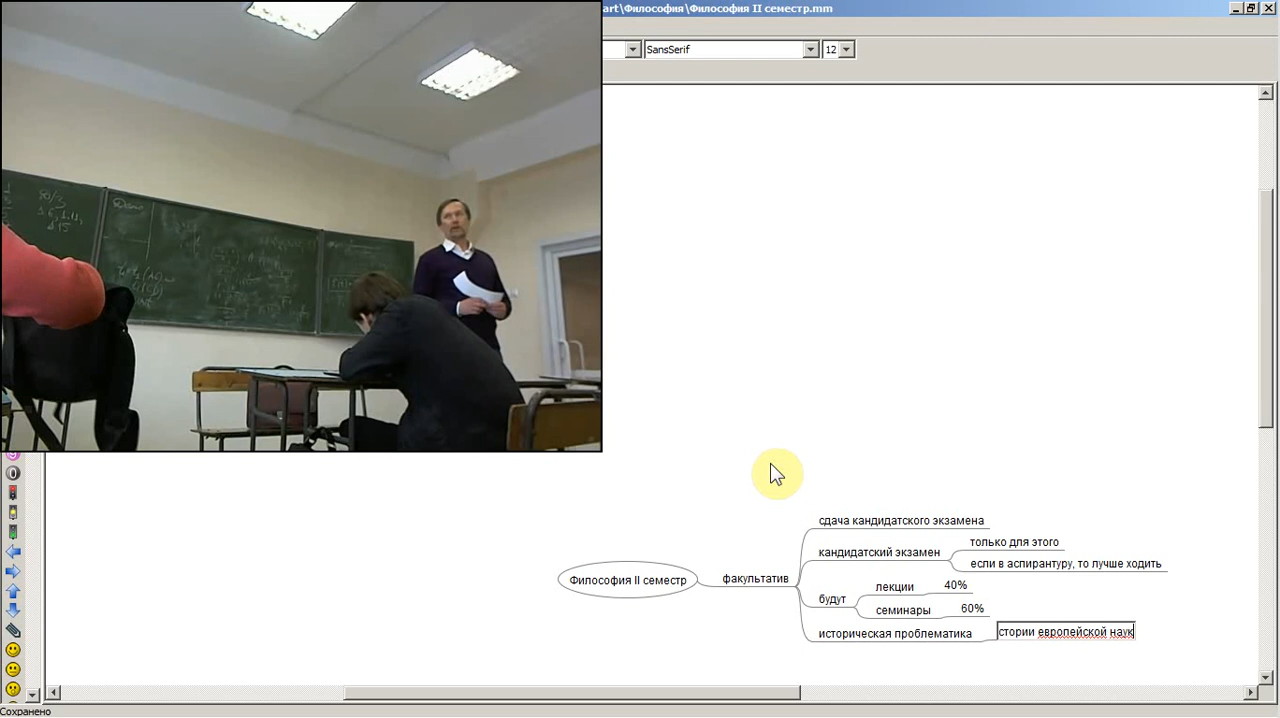 art\Философия\Философия II семестр.mm
SansSerif
12
сдача кандидатского экзамена
только для этого
кандидатский экзамен
если в аспирантуру, то лучше ходить
Философия II семестр
факультатив
лекции
40%
будут
семинары
60%
историческая проблематика
стории европейской наук
Сохранено